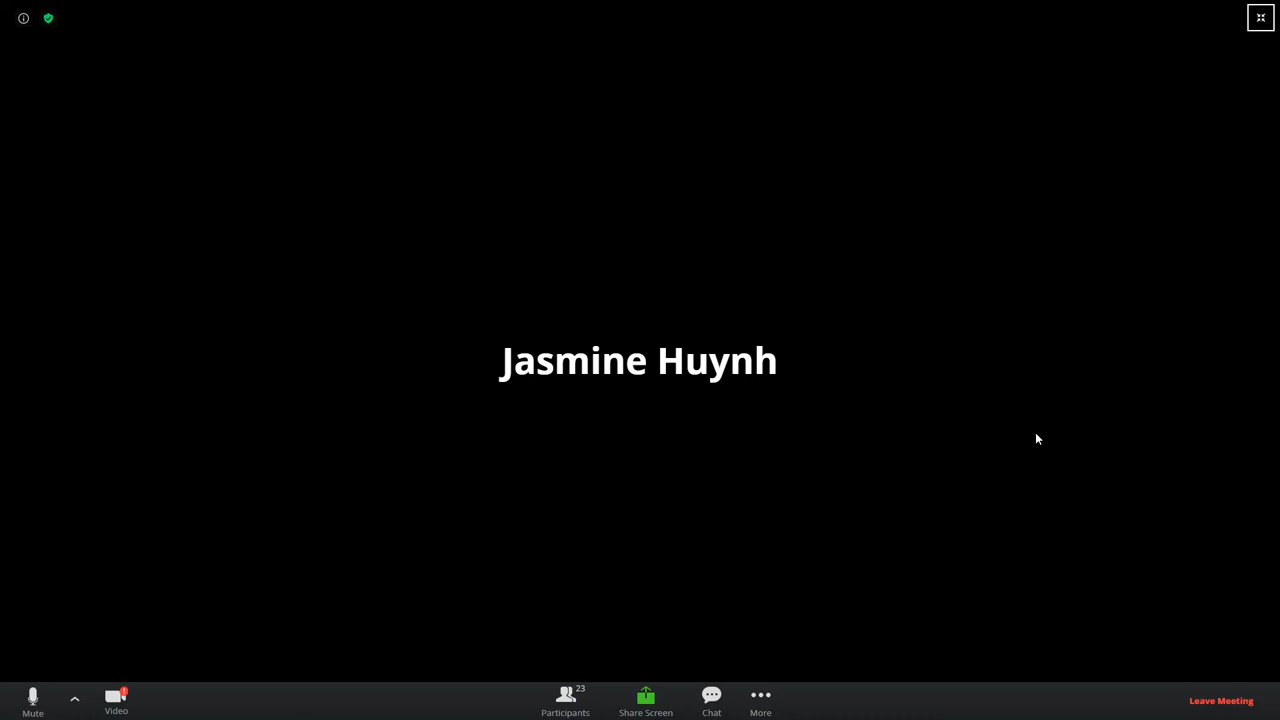 Jasmine Huynh
Mute
Video
23
Participants
Share Screen
Chat
More
Leave Meeting